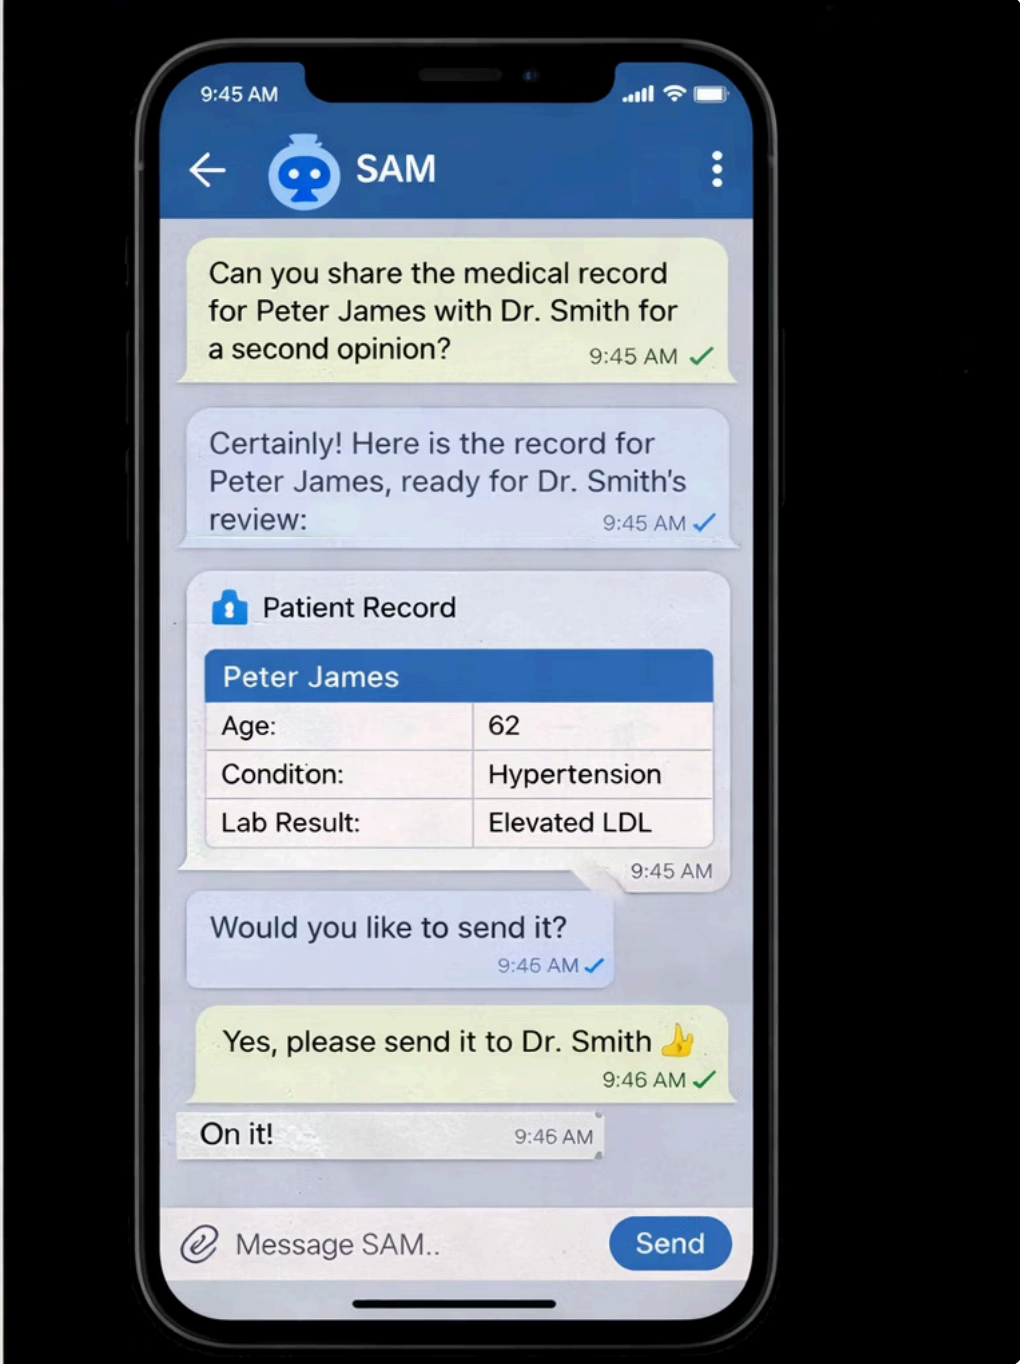 9:45 AM
SAM
Can you share the medical record
for Peter James with Dr. Smith for
a second opinion?
9:45 AM
Certainly! Here is the record for
Peter James, ready for Dr. Smith's
review:
9:45 AM
Patient Record
Peter James
Age: 62
Conditon: Hypertension
Lab Result: Elevated LDL
9:45 AM
Would you like to send it?
9:46 AM
Yes, please send it to Dr. Smith 👍
9:46 AM
On it! 9:46 AM
Message SAM..
Send